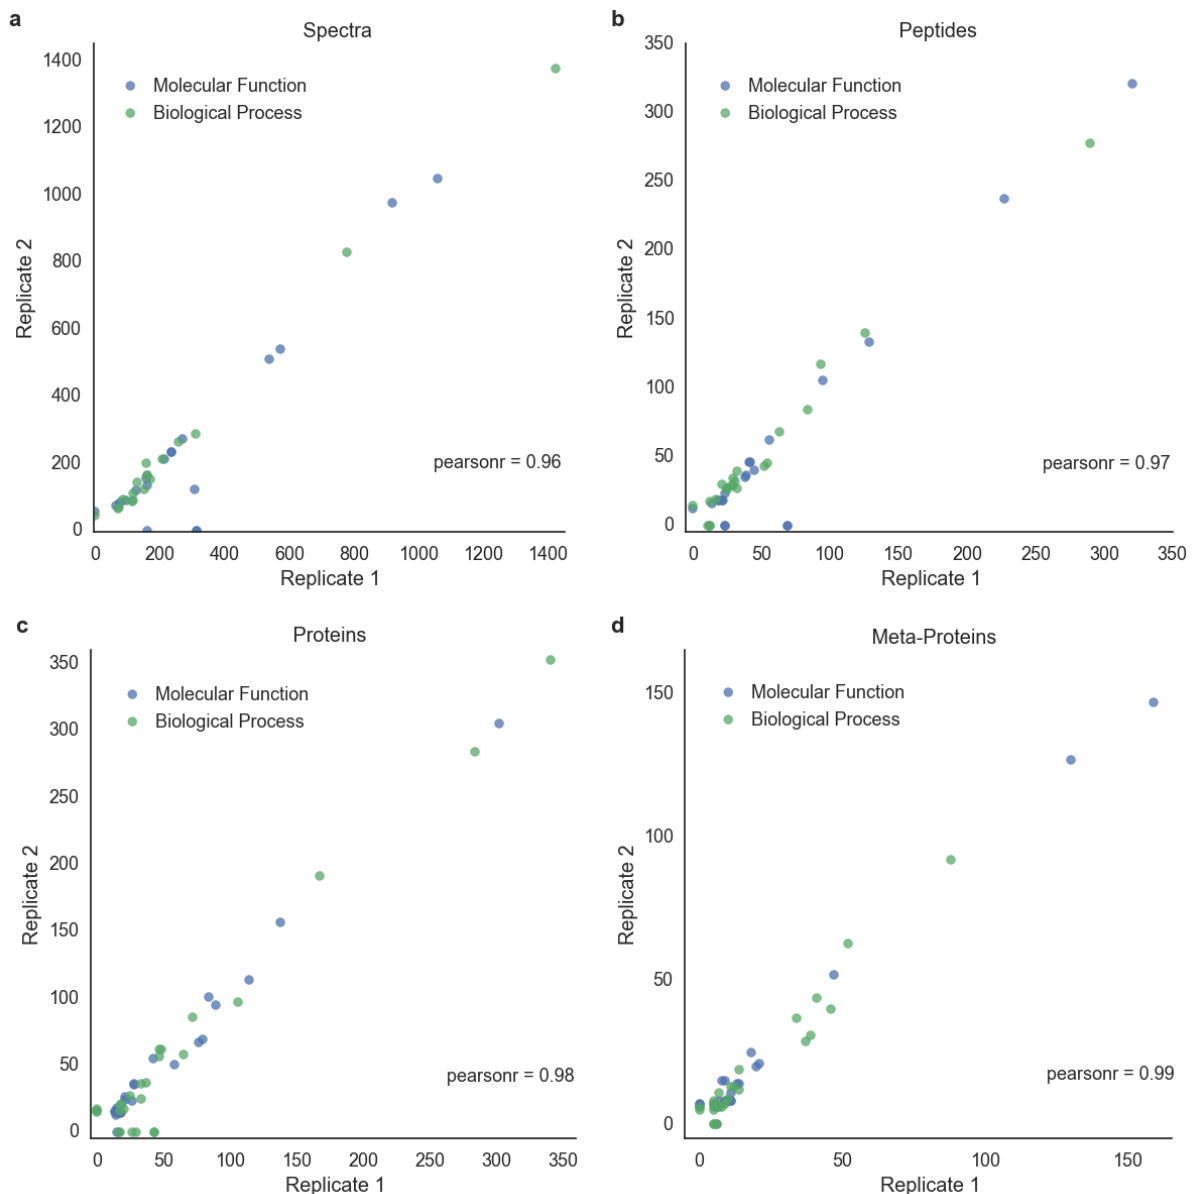 a
Spectra
1400
1200
1000
800
600
400
200
0
Replicate 2
Molecular Function
Biological Process
pearsonr = 0.96
0 200 400 600 800 1000 1200 1400
Replicate 1
b
Peptides
350
300
250
200
150
100
50
0
Replicate 2
Molecular Function
Biological Process
pearsonr = 0.97
0 50 100 150 200 250 300 350
Replicate 1
c
Proteins
350
300
250
200
150
100
50
0
Replicate 2
Molecular Function
Biological Process
pearsonr = 0.98
0 50 100 150 200 250 300 350
Replicate 1
d
Meta-Proteins
150
100
50
0
Replicate 2
Molecular Function
Biological Process
pearsonr = 0.99
0 50 100 150
Replicate 1